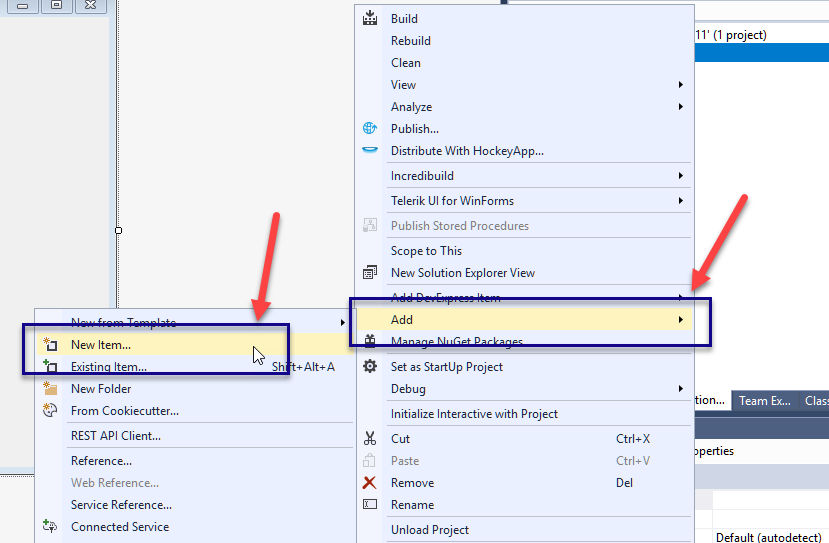 Build
Rebuild
Clean
View
Analyze
Publish...
Distribute With HockeyApp...
Incredibuild
Telerik UI for WinForms
Publish Stored Procedures
Scope to This
New Solution Explorer View
Add DevExpress Item
Add
Manage NuGet Packages
Set as StartUp Project
Debug
Initialize Interactive with Project
Cut Ctrl+X
Paste Ctrl+V
Remove Del
Rename
Unload Project
New from Template
New Item...
Existing Item... Shift+Alt+A
New Folder
From Cookiecutter...
REST API Client...
Reference...
Web Reference...
Service Reference...
Connected Service
11' (1 project)
tion... Team Ex... Class
operties
Default (autodetect)